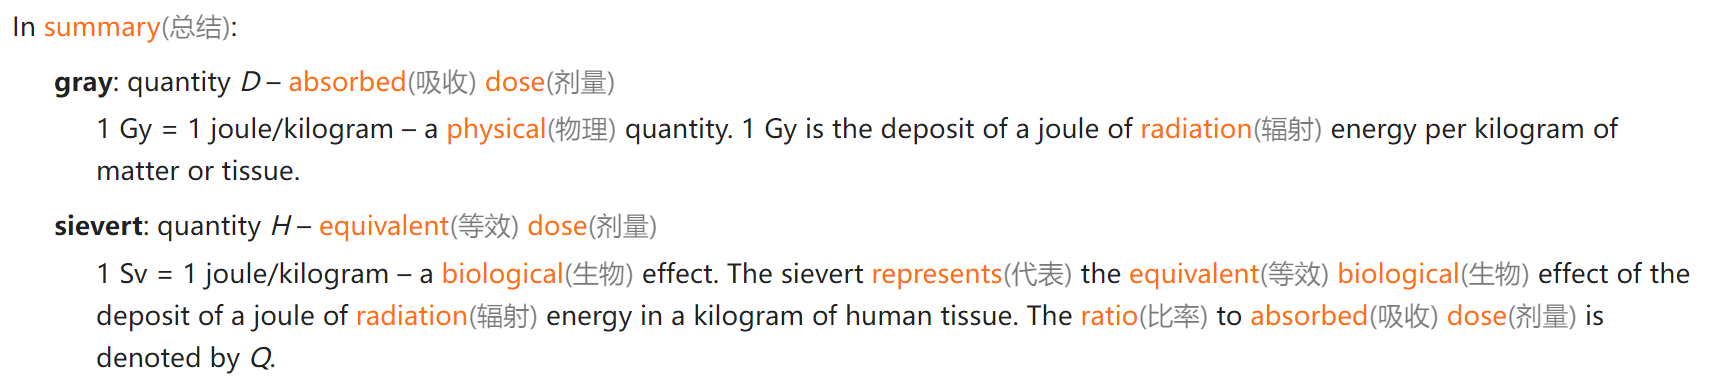 In summary(总结):
gray: quantity D – absorbed(吸收) dose(剂量)
1 Gy = 1 joule/kilogram – a physical(物理) quantity. 1 Gy is the deposit of a joule of radiation(辐射) energy per kilogram of
matter or tissue.
sievert: quantity H – equivalent(等效) dose(剂量)
1 Sv = 1 joule/kilogram – a biological(生物) effect. The sievert represents(代表) the equivalent(等效) biological(生物) effect of the
deposit of a joule of radiation(辐射) energy in a kilogram of human tissue. The ratio(比率) to absorbed(吸收) dose(剂量) is
denoted by Q.